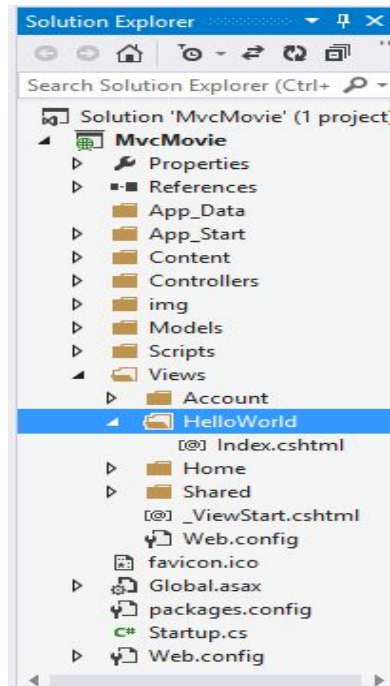 Solution Explorer
Search Solution Explorer (Ctrl+
Solution 'MvcMovie' (1 project)
MvcMovie
Properties
References
App_Data
App_Start
Content
Controllers
img
Models
Scripts
Views
Account
HelloWorld
[@] Index.cshtml
Home
Shared
[@] _ViewStart.cshtml
Web.config
favicon.ico
Global.asax
packages.config
C# Startup.cs
Web.config